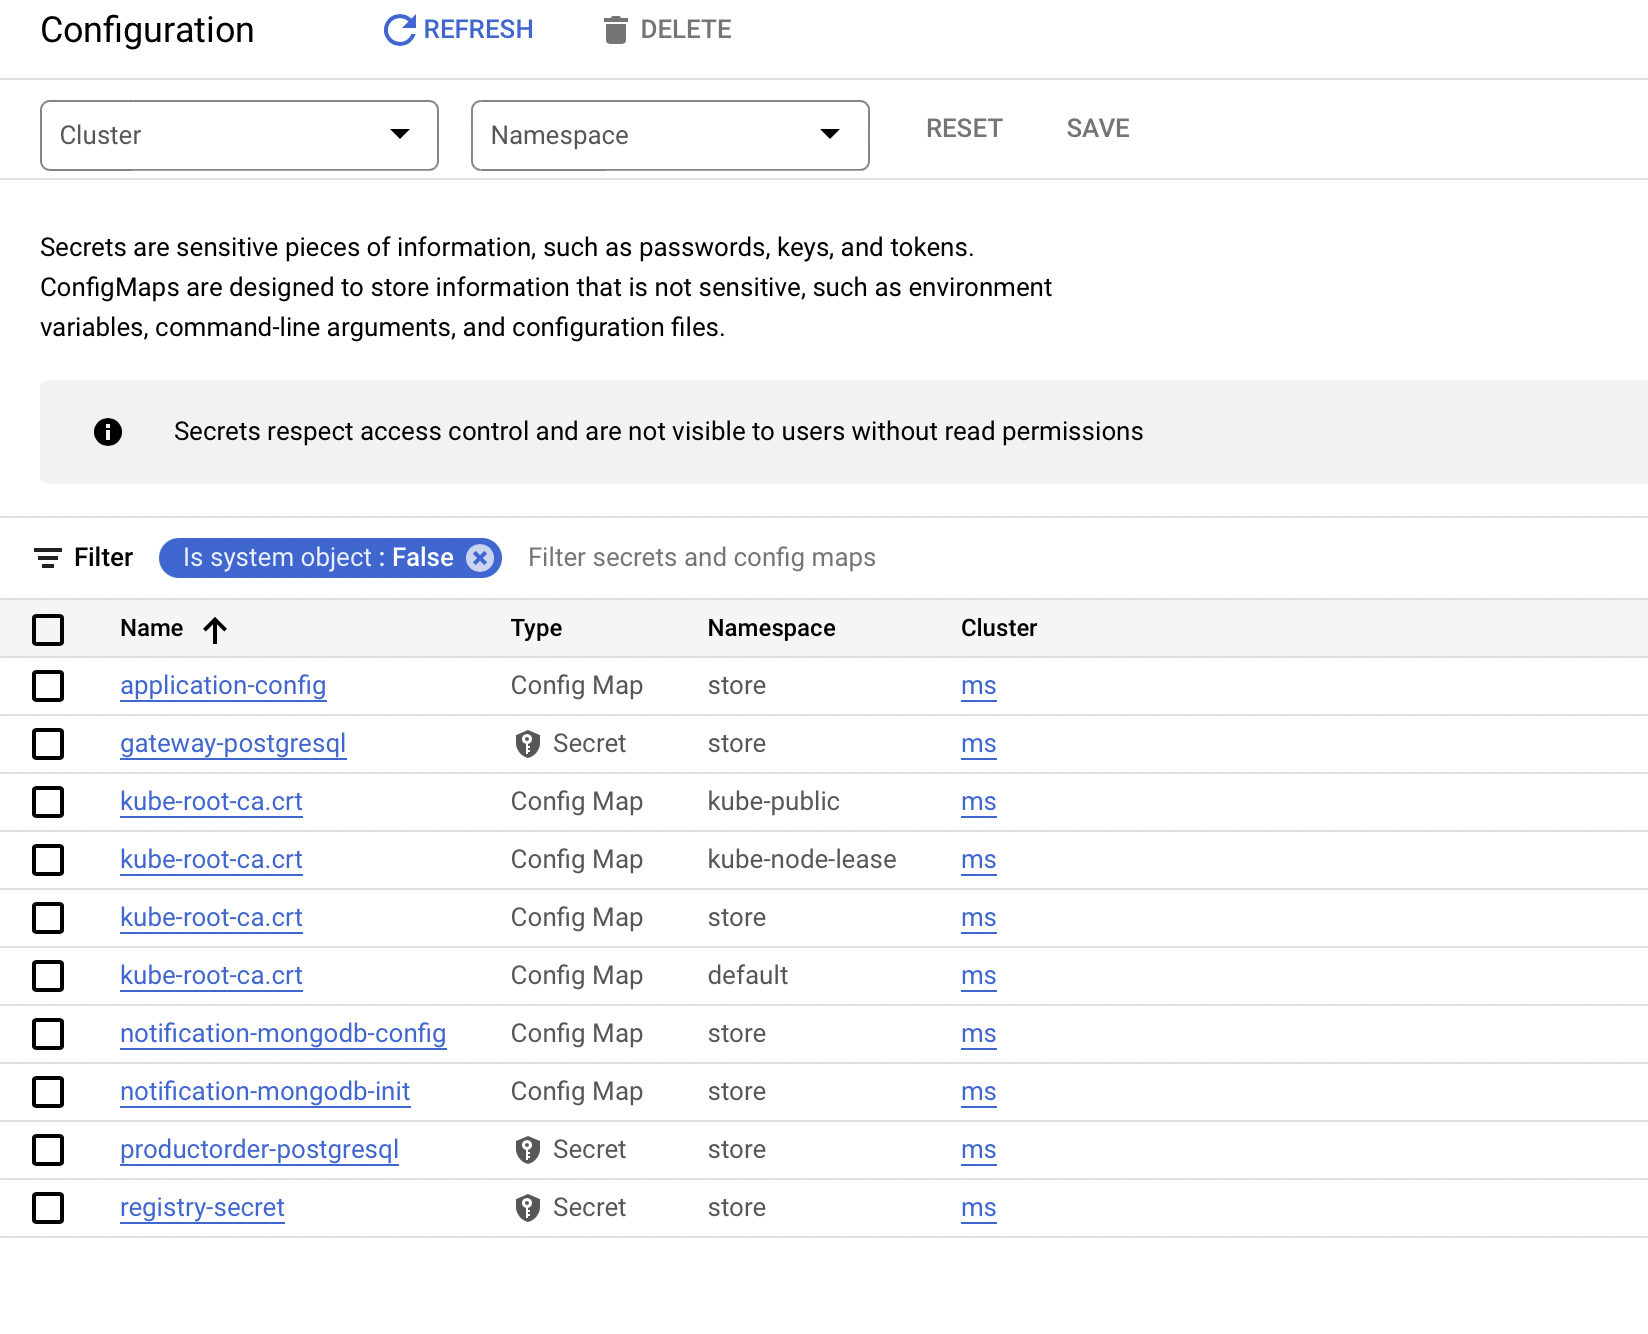 Configuration REFRESH DELETE
Cluster Namespace RESET SAVE
Secrets are sensitive pieces of information, such as passwords, keys, and tokens.
ConfigMaps are designed to store information that is not sensitive, such as environment
variables, command-line arguments, and configuration files.
Secrets respect access control and are not visible to users without read permissions
Filter Is system object : False Filter secrets and config maps
Name Type Namespace Cluster
application-config Config Map store ms
gateway-postgresql Secret store ms
kube-root-ca.crt Config Map kube-public ms
kube-root-ca.crt Config Map kube-node-lease ms
kube-root-ca.crt Config Map store ms
kube-root-ca.crt Config Map default ms
notification-mongodb-config Config Map store ms
notification-mongodb-init Config Map store ms
productorder-postgresql Secret store ms
registry-secret Secret store ms